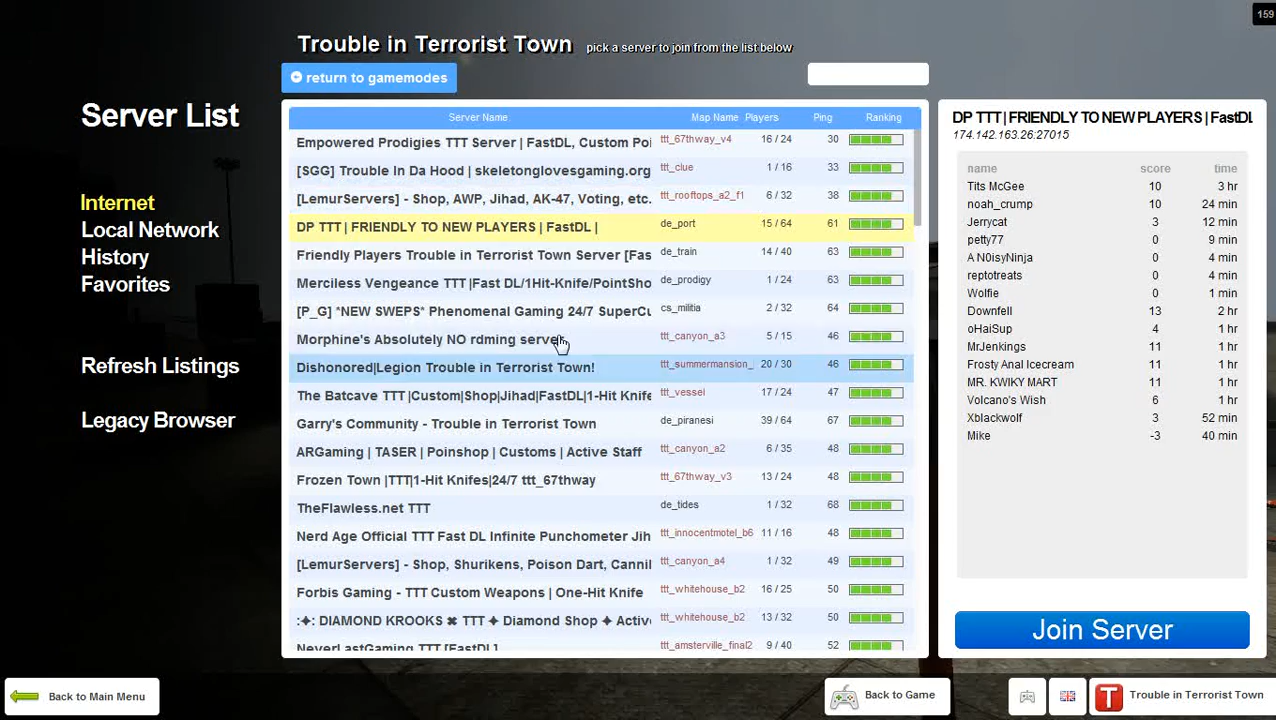 159
Trouble in Terrorist Town pick a server to join from the list below
return to gamemodes
Server List
Internet
Local Network
History
Favorites
Refresh Listings
Legacy Browser
Server Name Map Name Players Ping Ranking
Empowered Prodigies TTT Server | FastDL, Custom Poi ttt_67thway_v4 16 / 24 30
[SGG] Trouble In Da Hood | skeletonglovesgaming.org ttt_clue 1 / 16 33
[LemurServers] - Shop, AWP, Jihad, AK-47, Voting, etc. ttt_rooftops_a2_f1 6 / 32 38
DP TTT | FRIENDLY TO NEW PLAYERS | FastDL | de_port 15 / 64 61
Friendly Players Trouble in Terrorist Town Server [Fas de_train 14 / 40 63
Merciless Vengeance TTT |Fast DL/1Hit-Knife/PointSho de_prodigy 1 / 24 63
[P_G] *NEW SWEPS* Phenomenal Gaming 24/7 SuperCu cs_militia 2 / 32 64
Morphine's Absolutely NO rdming server ttt_canyon_a3 5 / 15 46
Dishonored|Legion Trouble in Terrorist Town! ttt_summermansion_ 20 / 30 46
The Batcave TTT |Custom|Shop|Jihad|FastDL|1-Hit Knife ttt_vessel 17 / 24 47
Garry's Community - Trouble in Terrorist Town de_piranesi 39 / 64 67
ARGaming | TASER | Poinshop | Customs | Active Staff ttt_canyon_a2 6 / 35 48
Frozen Town |TTT|1-Hit Knifes|24/7 ttt_67thway ttt_67thway_v3 13 / 24 48
TheFlawless.net TTT de_tides 1 / 32 68
Nerd Age Official TTT Fast DL Infinite Punchometer Jih ttt_innocentmotel_b6 11 / 16 48
[LemurServers] - Shop, Shurikens, Poison Dart, Canni ttt_canyon_a4 1 / 32 49
Forbis Gaming - TTT Custom Weapons | One-Hit Knife ttt_whitehouse_b2 16 / 25 50
:✦: DIAMOND KROOKS ✖ TTT ✦ Diamond Shop ✦ Active ttt_whitehouse_b2 13 / 32 50
NeverLastGaming TTT [FastDL] ttt_amsterville_final2 9 / 40 52
DP TTT | FRIENDLY TO NEW PLAYERS | FastDL
174.142.163.26:27015
name score time
Tits McGee 10 3 hr
noah_crump 10 24 min
Jerrycat 3 12 min
petty77 0 9 min
A N0isyNinja 0 4 min
reptotreats 0 4 min
Wolfie 0 1 min
Downfell 13 2 hr
oHaiSup 4 1 hr
MrJenkings 11 1 hr
Frosty Anal Icecream 11 1 hr
MR. KWIKY MART 11 1 hr
Volcano's Wish 6 1 hr
Xblackwolf 3 52 min
Mike -3 40 min
Join Server
Back to Main Menu
Back to Game
T Trouble in Terrorist Town